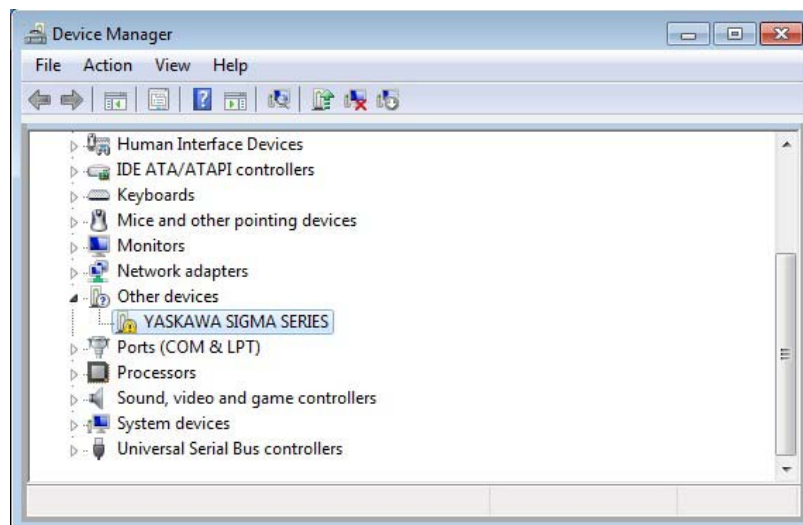 Device Manager
File Action View Help
Human Interface Devices
IDE ATA/ATAPI controllers
Keyboards
Mice and other pointing devices
Monitors
Network adapters
Other devices
YASKAWA SIGMA SERIES
Ports (COM & LPT)
Processors
Sound, video and game controllers
System devices
Universal Serial Bus controllers